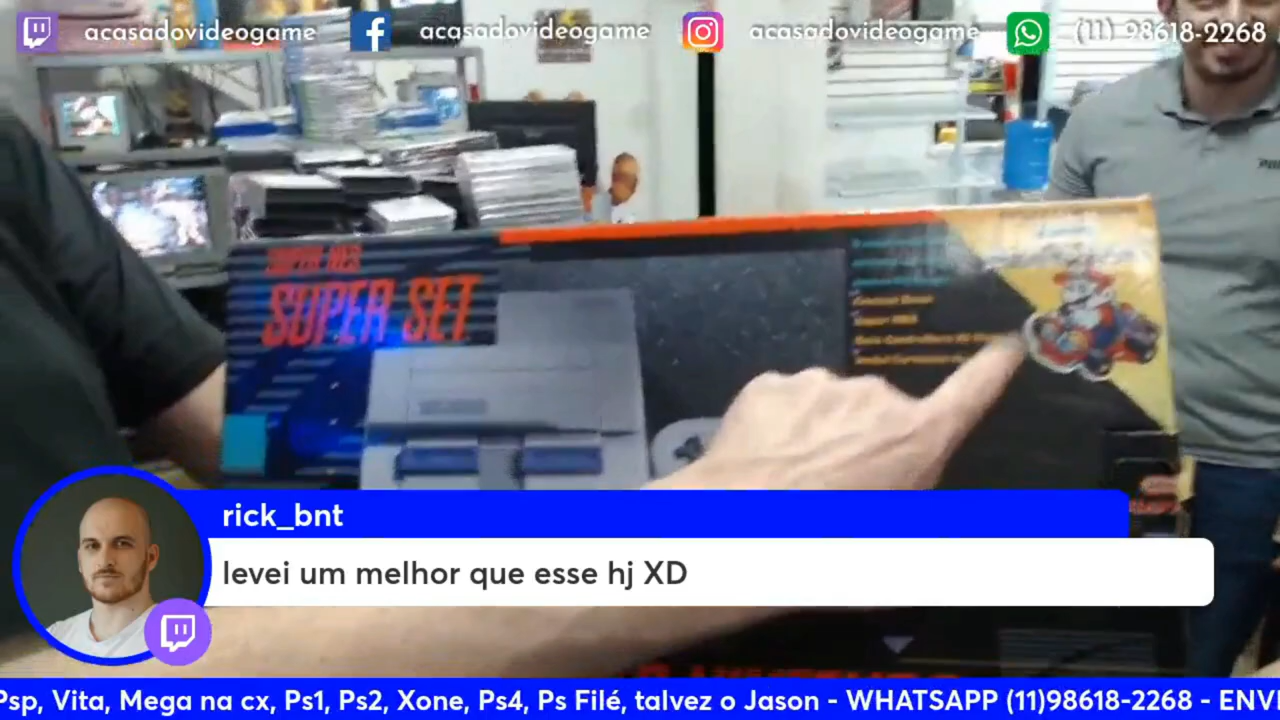 acasadovideogame
acasadovideogame
acasadovideogame
(11) 98618-2268
SUPER NES
SUPER SET
rick_bnt
levei um melhor que esse hj XD
Psp, Vita, Mega na cx, Ps1, Ps2, Xone, Ps4, Ps Filé, talvez o Jason - WHATSAPP (11)98618-2268 - ENV